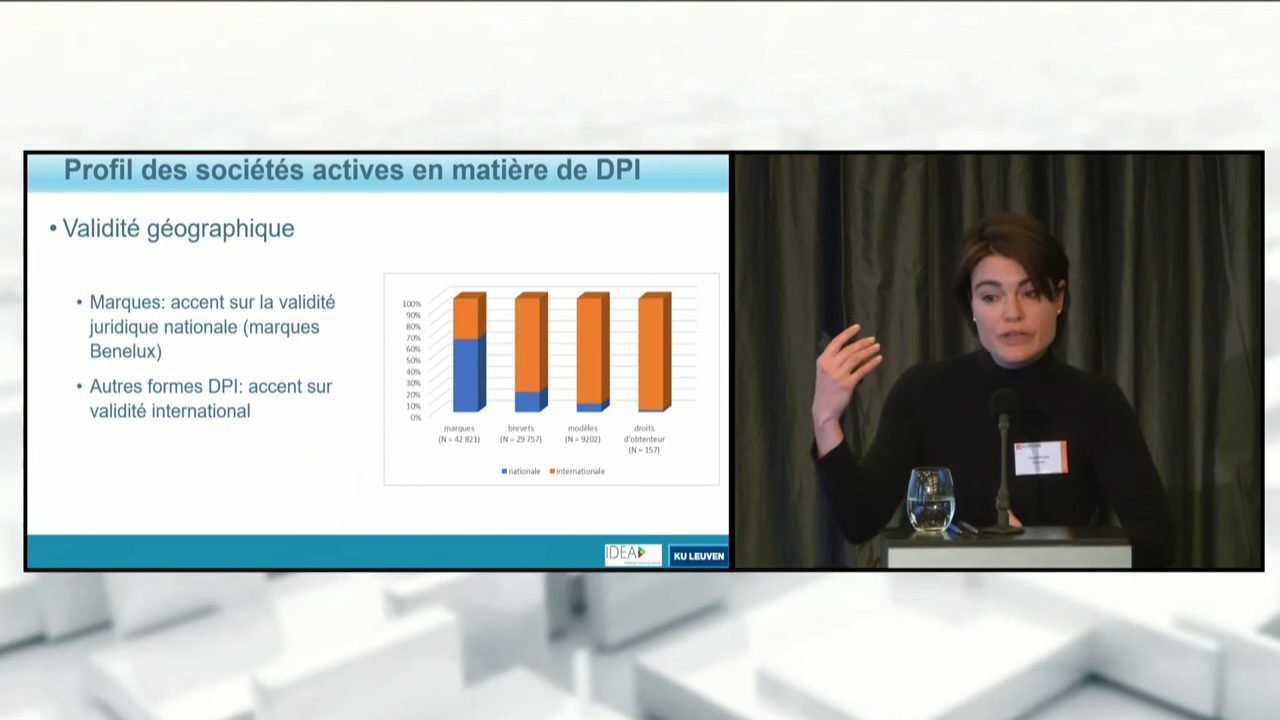 Profil des sociétés actives en matière de DPI
• Validité géographique
• Marques: accent sur la validité
juridique nationale (marques
Benelux)
• Autres formes DPI: accent sur
validité international
100%
90%
80%
70%
60%
50%
40%
30%
20%
10%
0%
marques
(N = 42 821)
brevets
(N = 29 757)
modèles
(N = 9202)
droits
d'obtenteur
(N = 157)
nationale
internationale
IDEA
KU LEUVEN